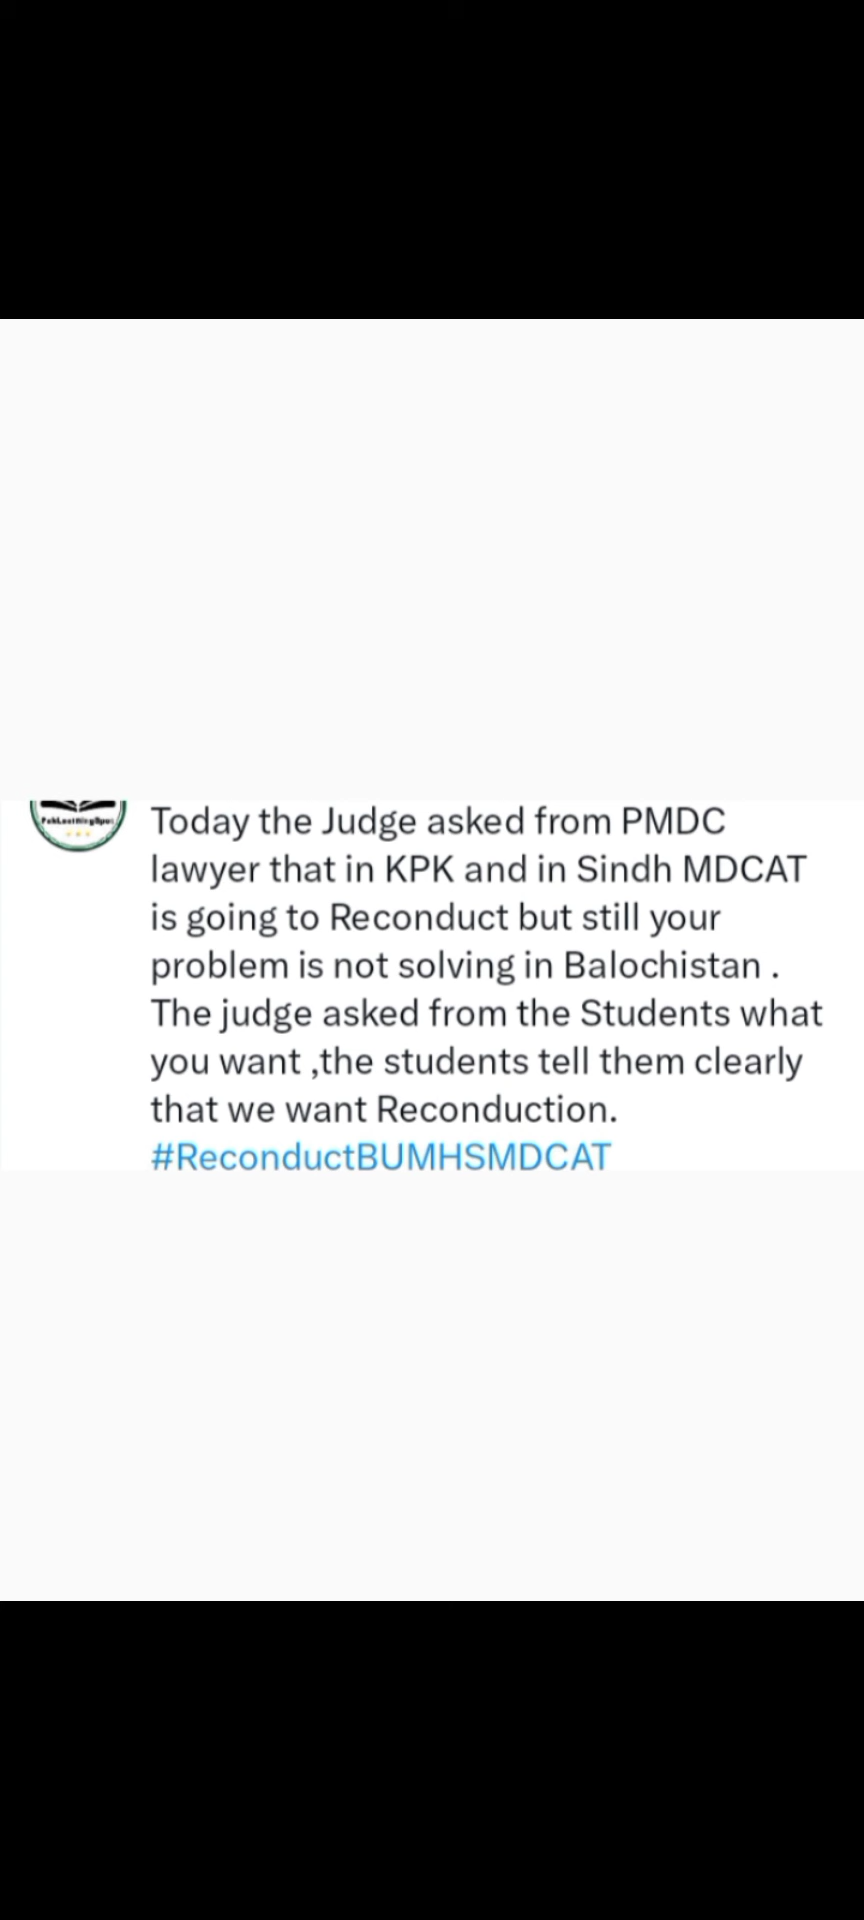 PakLearningSpot
Today the Judge asked from PMDC
lawyer that in KPK and in Sindh MDCAT
is going to Reconduct but still your
problem is not solving in Balochistan .
The judge asked from the Students what
you want ,the students tell them clearly
that we want Reconduction.
#ReconductBUMHSMDCAT